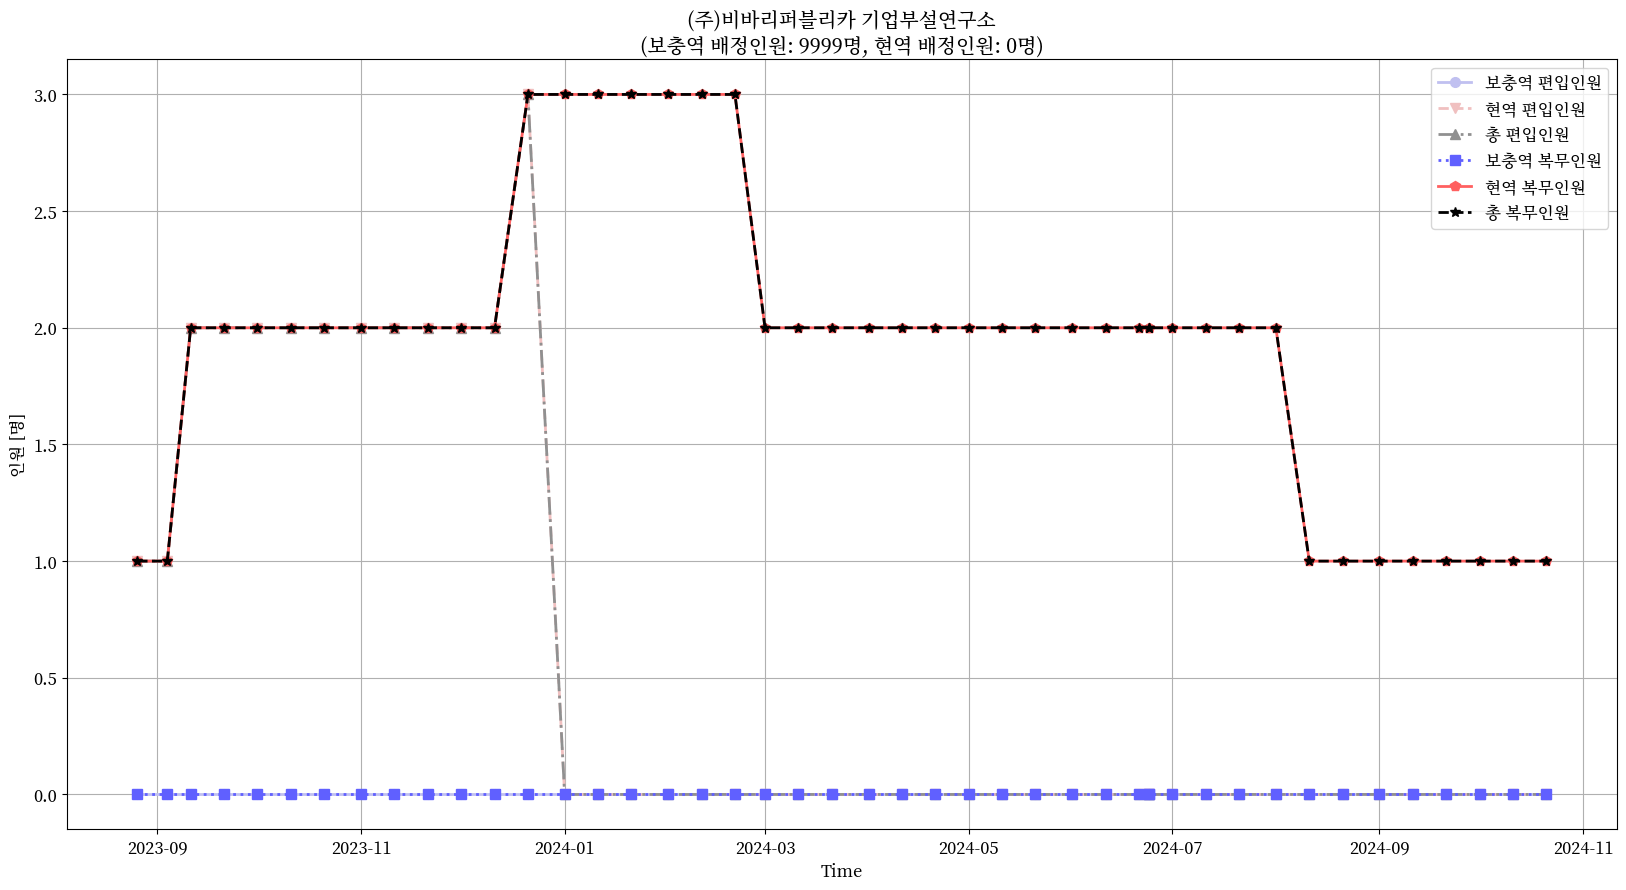 (주)비바리퍼블리카 기업부설연구소
(보충역 배정인원: 9999명, 현역 배정인원: 0명)
보충역 편입인원
현역 편입인원
총 편입인원
보충역 복무인원
현역 복무인원
총 복무인원
인원 [명]
3.0
2.5
2.0
1.5
1.0
0.5
0.0
2023-09 2023-11 2024-01 2024-03 2024-05 2024-07 2024-09 2024-11
Time